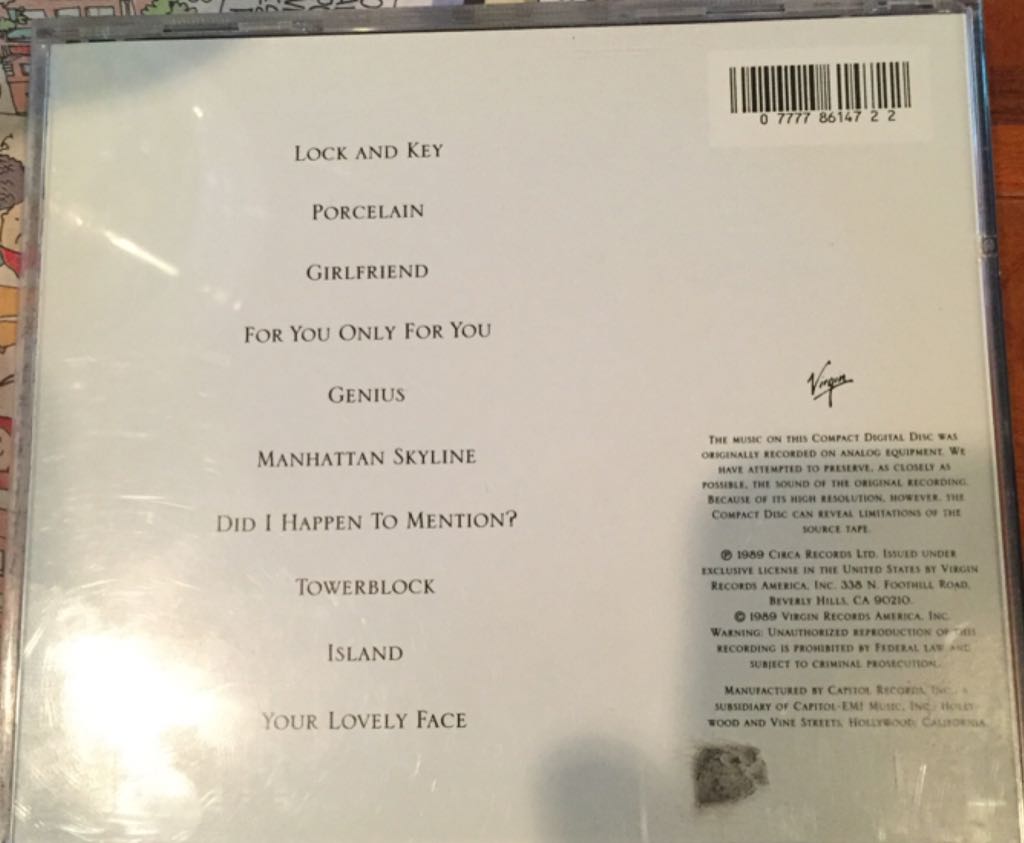 0 7777 86147 2 2
LOCK AND KEY
PORCELAIN
GIRLFRIEND
FOR YOU ONLY FOR YOU
GENIUS
MANHATTAN SKYLINE
DID I HAPPEN TO MENTION?
TOWERBLOCK
ISLAND
YOUR LOVELY FACE
Virgin
THE MUSIC ON THIS COMPACT DIGITAL DISC WAS
ORIGINALLY RECORDED ON ANALOG EQUIPMENT. WE
HAVE ATTEMPTED TO PRESERVE, AS CLOSELY AS
POSSIBLE, THE SOUND OF THE ORIGINAL RECORDING.
BECAUSE OF ITS HIGH RESOLUTION, HOWEVER, THE
COMPACT DISC CAN REVEAL LIMITATIONS OF THE
SOURCE TAPE.
℗ 1989 CIRCA RECORDS LTD. ISSUED UNDER
EXCLUSIVE LICENSE IN THE UNITED STATES BY VIRGIN
RECORDS AMERICA, INC. 338 N. FOOTHILL ROAD,
BEVERLY HILLS, CA 90210.
© 1989 VIRGIN RECORDS AMERICA, INC.
WARNING: UNAUTHORIZED REPRODUCTION OF THIS
RECORDING IS PROHIBITED BY FEDERAL LAW AND
SUBJECT TO CRIMINAL PROSECUTION.
MANUFACTURED BY CAPITOL RECORDS, INC., A
SUBSIDIARY OF CAPITOL-EMI MUSIC, INC., HOLLY-
WOOD AND VINE STREETS, HOLLYWOOD, CALIFORNIA.